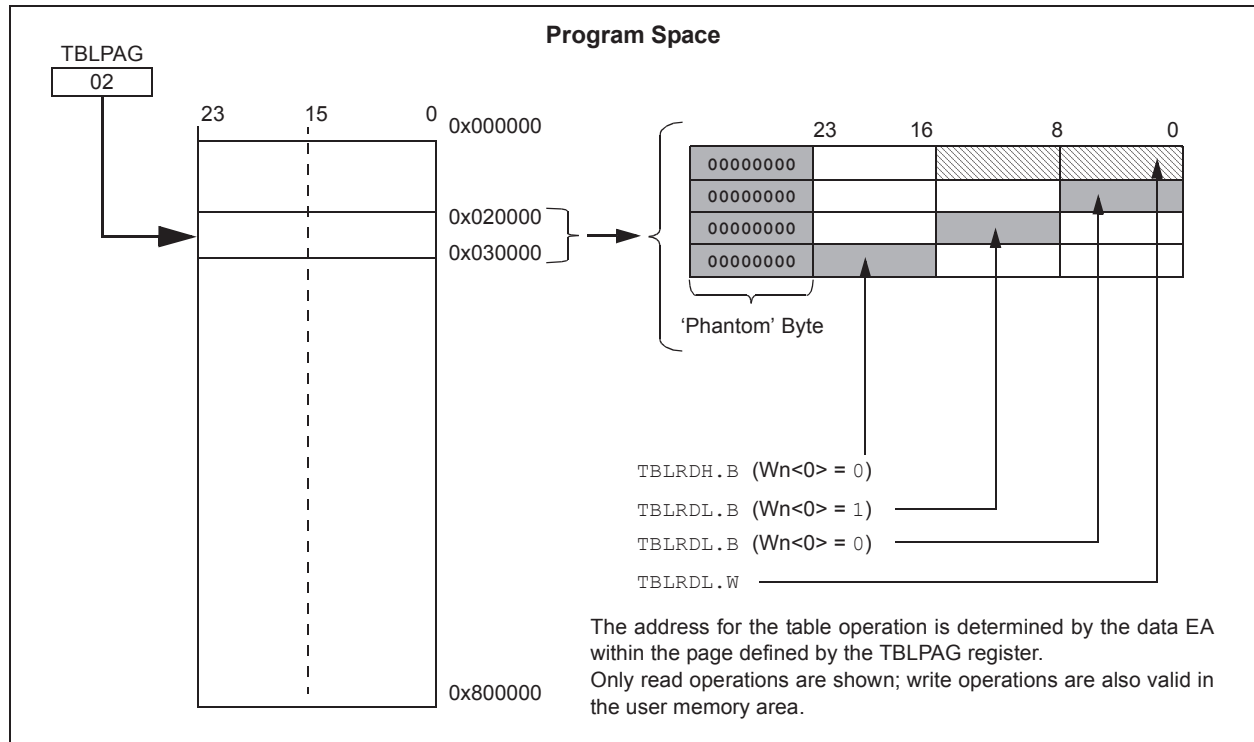 Program Space
TBLPAG
02
23 15 0
0x000000
0x020000
0x030000
0x800000
23 16 8 0
00000000
00000000
00000000
00000000
‘Phantom’ Byte
TBLRDH.B (Wn<0> = 0)
TBLRDL.B (Wn<0> = 1)
TBLRDL.B (Wn<0> = 0)
TBLRDL.W
The address for the table operation is determined by the data EA
within the page defined by the TBLPAG register.
Only read operations are shown; write operations are also valid in
the user memory area.